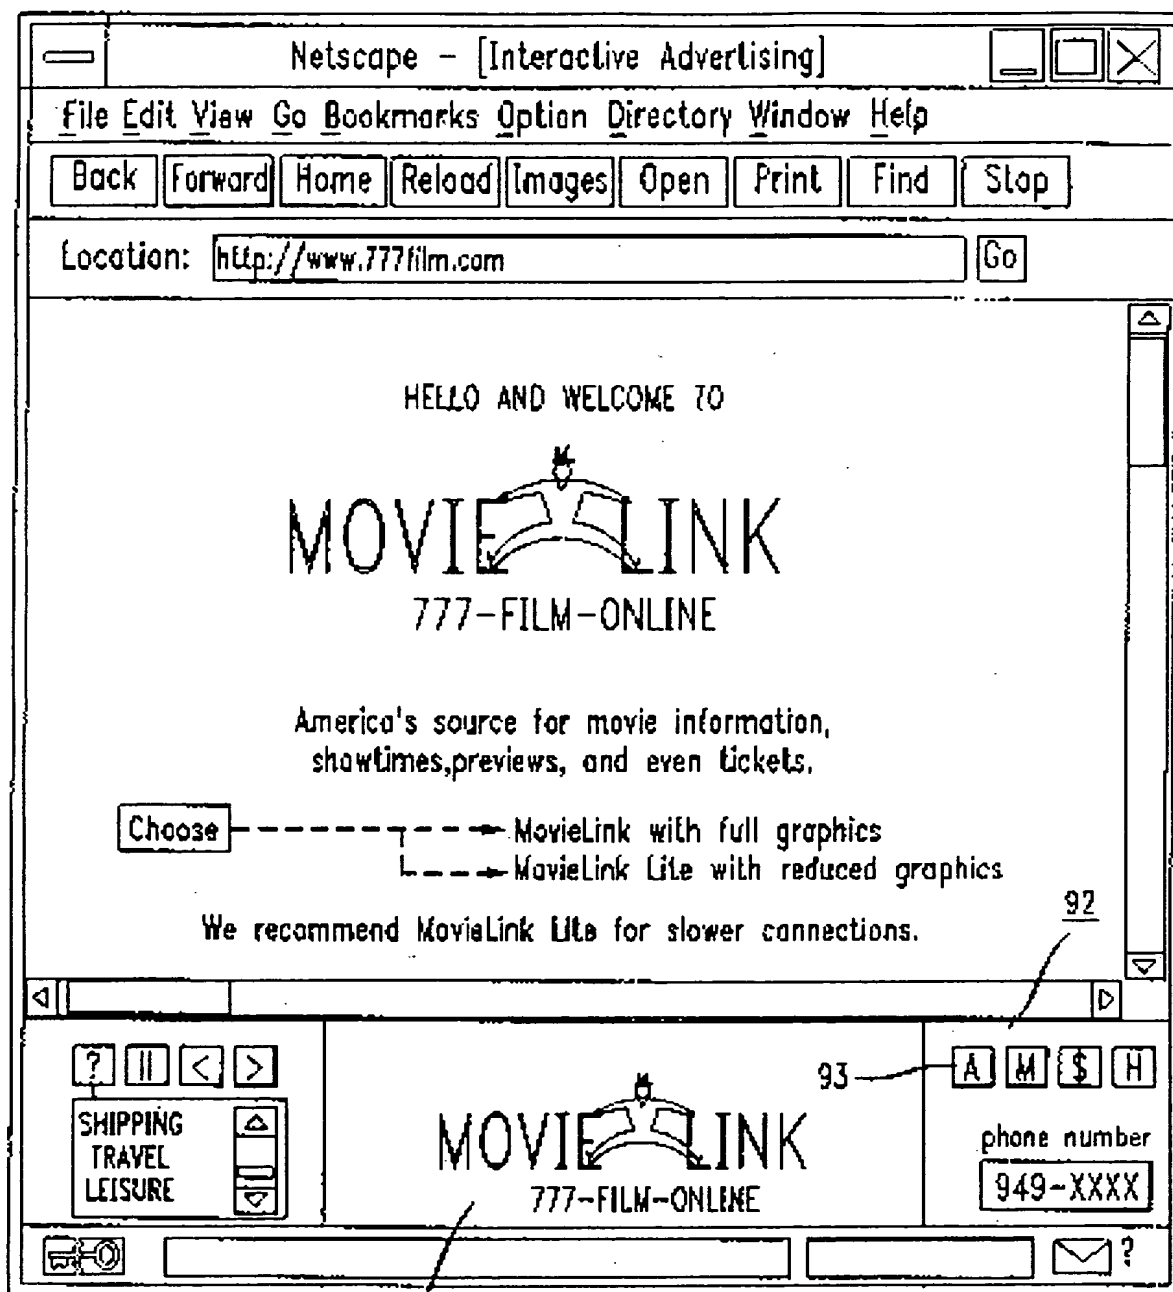 Netscape - [Interactive Advertising]
File Edit View Go Bookmarks Option Directory Window Help
Back Forward Home Reload Images Open Print Find Stop
Location: http://www.777film.com Go
HELLO AND WELCOME TO
MOVIE LINK
777-FILM-ONLINE
America's source for movie information,
showtimes,previews, and even tickets.
Choose MovieLink with full graphics
MovieLink Lite with reduced graphics
We recommend MovieLink Lite for slower connections.
92
? || < > 93 A M $ H
SHIPPING
TRAVEL
LEISURE
MOVIE LINK
777-FILM-ONLINE
phone number
949-XXXX
?